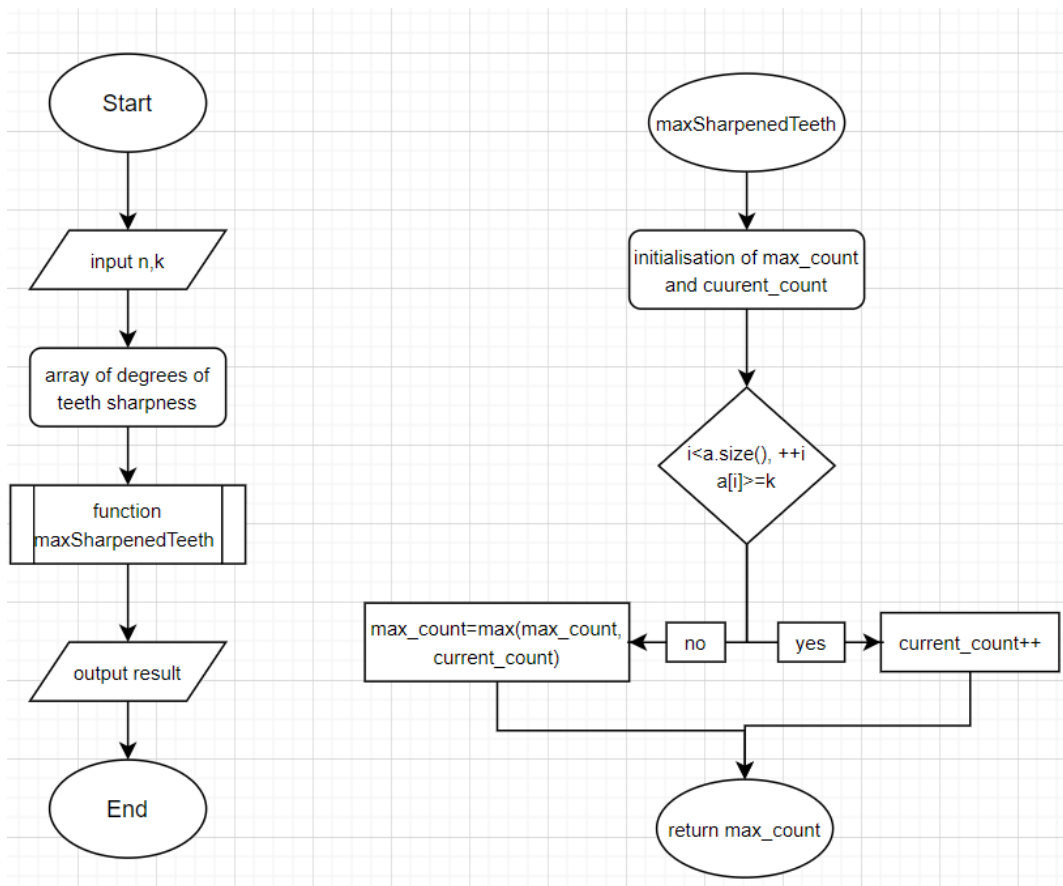 Start
input n,k
array of degrees of
teeth sharpness
function
maxSharpenedTeeth
output result
End
maxSharpenedTeeth
initialisation of max_count
and cuurent_count
i<a.size(), ++i
a[i]>=k
no
yes
max_count=max(max_count,
current_count)
current_count++
return max_count